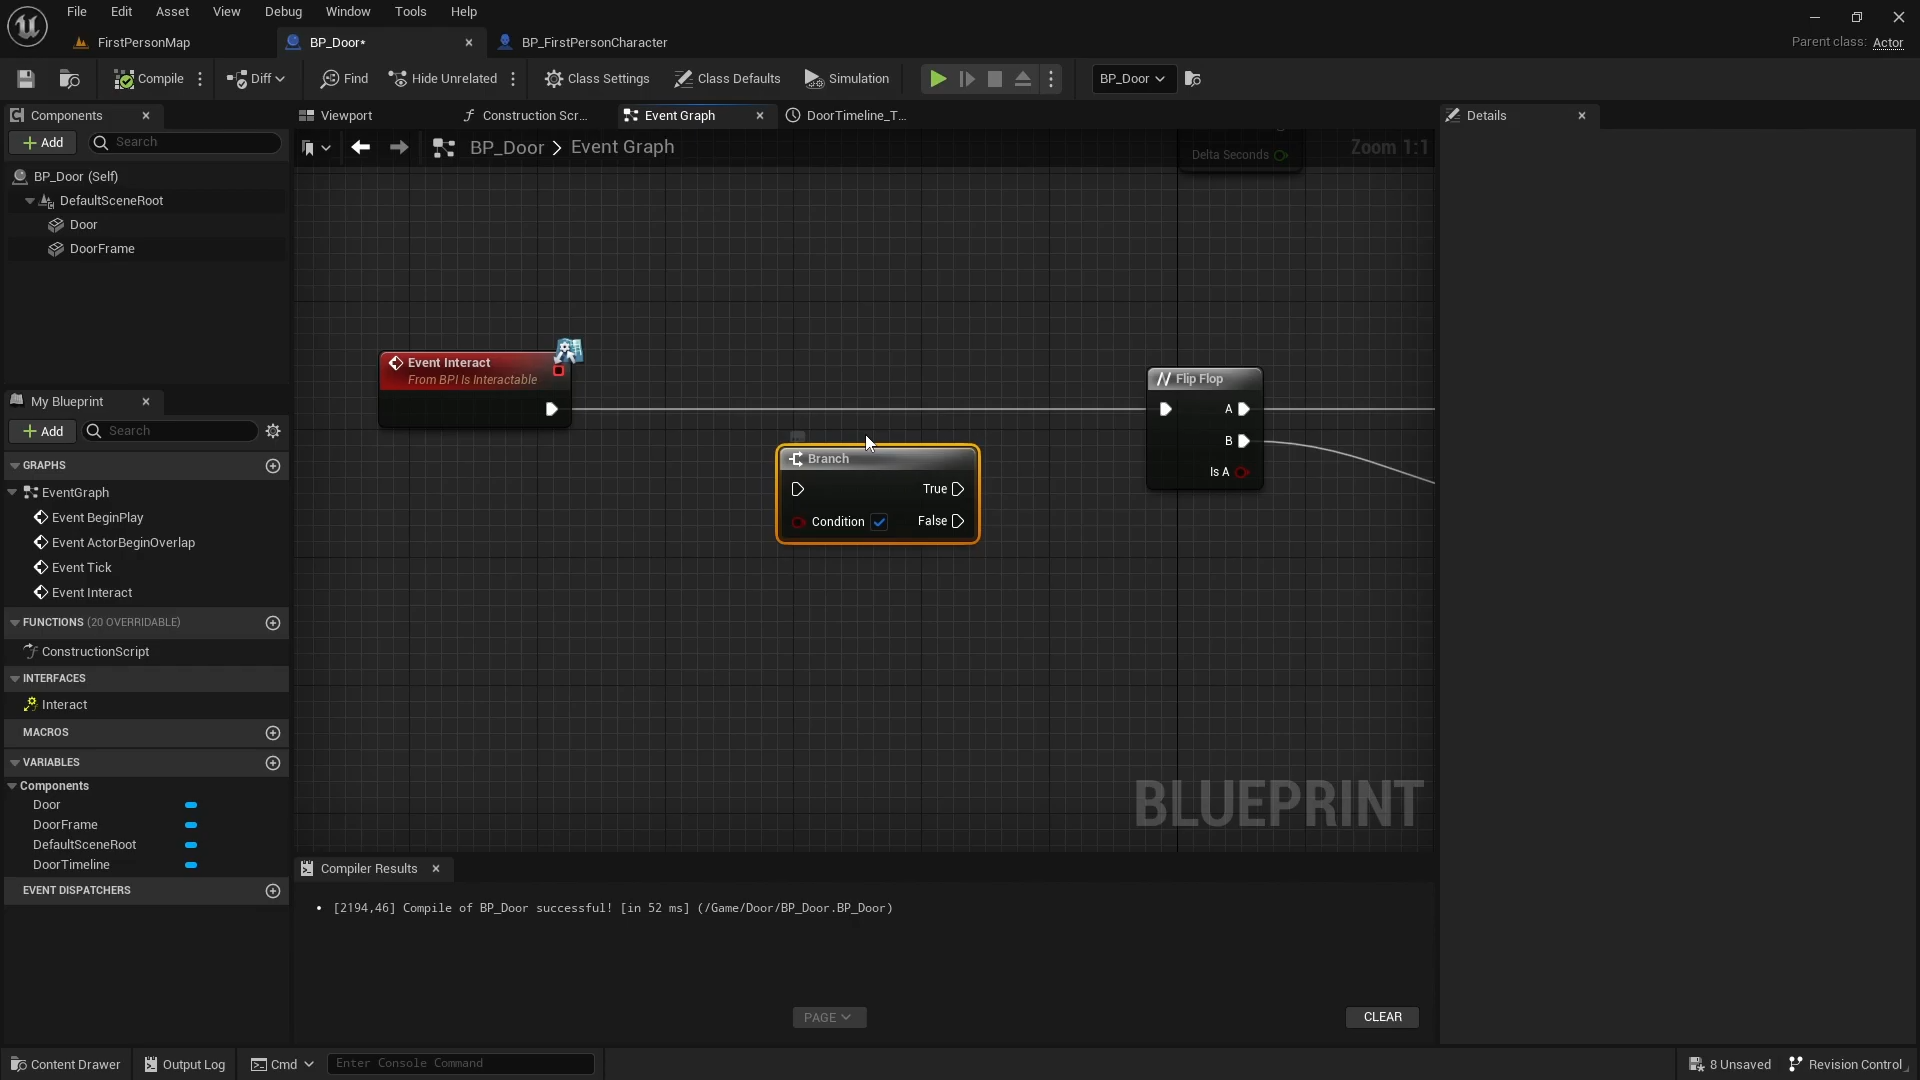 File Edit Asset View Debug Window Tools Help
FirstPersonMap
BP_Door*
BP_FirstPersonCharacter
Parent class: Actor
Compile
Diff
Find
Hide Unrelated
Class Settings
Class Defaults
Simulation
BP_Door
Components
Add
Search
BP_Door (Self)
DefaultSceneRoot
Door
DoorFrame
My Blueprint
Add
Search
GRAPHS
EventGraph
Event BeginPlay
Event ActorBeginOverlap
Event Tick
Event Interact
FUNCTIONS (20 OVERRIDABLE)
ConstructionScript
INTERFACES
Interact
MACROS
VARIABLES
Components
Door
DoorFrame
DefaultSceneRoot
DoorTimeline
EVENT DISPATCHERS
Viewport
Construction Scr...
Event Graph
DoorTimeline_T...
BP_Door > Event Graph
Zoom 1:1
Delta Seconds
Event Interact
From BPI Is Interactable
Branch
True
Condition
False
Flip Flop
A
B
Is A
BLUEPRINT
Compiler Results
• [2194,46] Compile of BP_Door successful! [in 52 ms] (/Game/Door/BP_Door.BP_Door)
PAGE
CLEAR
Details
Content Drawer
Output Log
Cmd
Enter Console Command
8 Unsaved
Revision Control